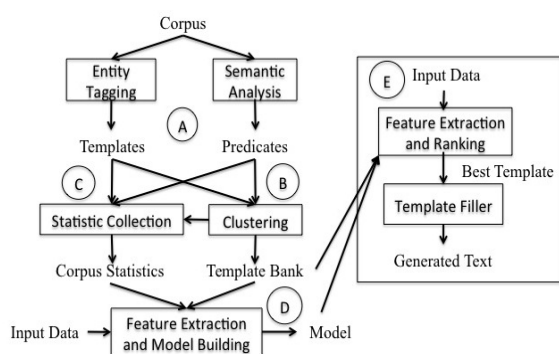 Corpus
Entity
Tagging
Semantic
Analysis
A
Templates
Predicates
C
B
Statistic Collection
Clustering
Corpus Statistics
Template Bank
D
Input Data
Feature Extraction
and Model Building
Model
E
Input Data
Feature Extraction
and Ranking
Best Template
Template Filler
Generated Text